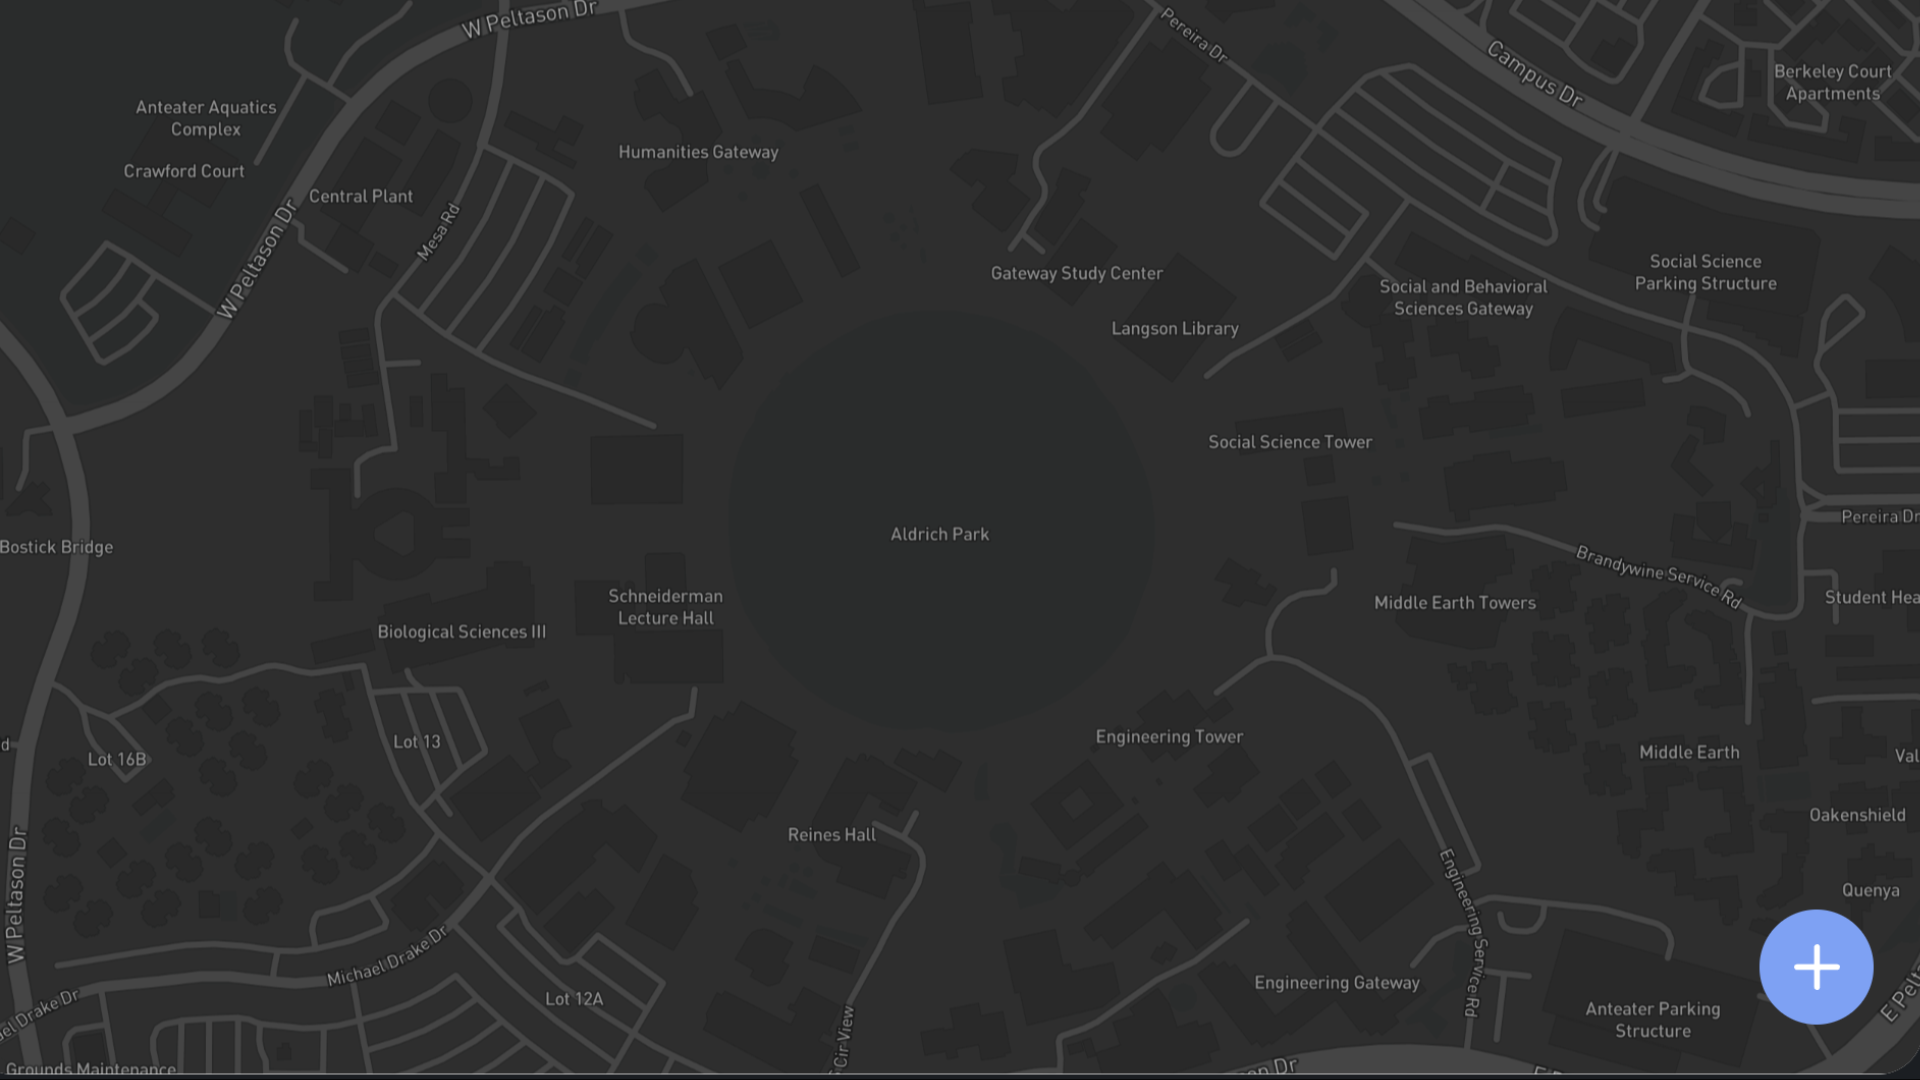 W Peltason Dr
Pereira Dr
Campus Dr
Berkeley Court
Apartments
Anteater Aquatics
Complex
Crawford Court
Humanities Gateway
Central Plant
Mesa Rd
W Peltason Dr
Gateway Study Center
Social and Behavioral
Sciences Gateway
Social Science
Parking Structure
Langson Library
Social Science Tower
Aldrich Park
Pereira Dr
Bostick Bridge
Brandywine Service Rd
Schneiderman
Lecture Hall
Middle Earth Towers
Student Hea
Biological Sciences III
d
Lot 13
Engineering Tower
Lot 16B
Middle Earth
Val
Reines Hall
Oakenshield
W Peltason Dr
Engineering Service Rd
Quenya
Michael Drake Dr
Engineering Gateway
el Drake Dr
Lot 12A
Anteater Parking
Structure
E Pelt
Cir View
Grounds Maintenance
on Dr